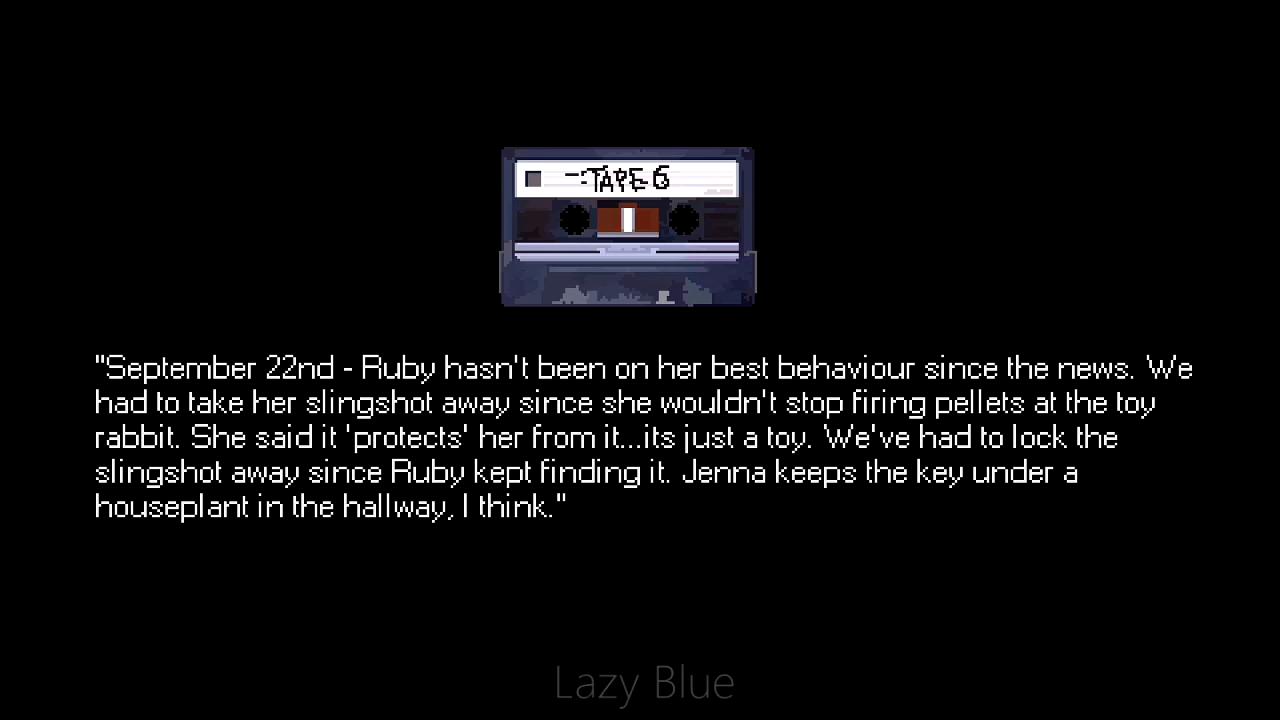 TAPE 6
"September 22nd - Ruby hasn't been on her best behaviour since the news. We
had to take her slingshot away since she wouldn't stop firing pellets at the toy
rabbit. She said it 'protects' her from it...its just a toy. We've had to lock the
slingshot away since Ruby kept finding it. Jenna keeps the key under a
houseplant in the hallway, I think."
Lazy Blue